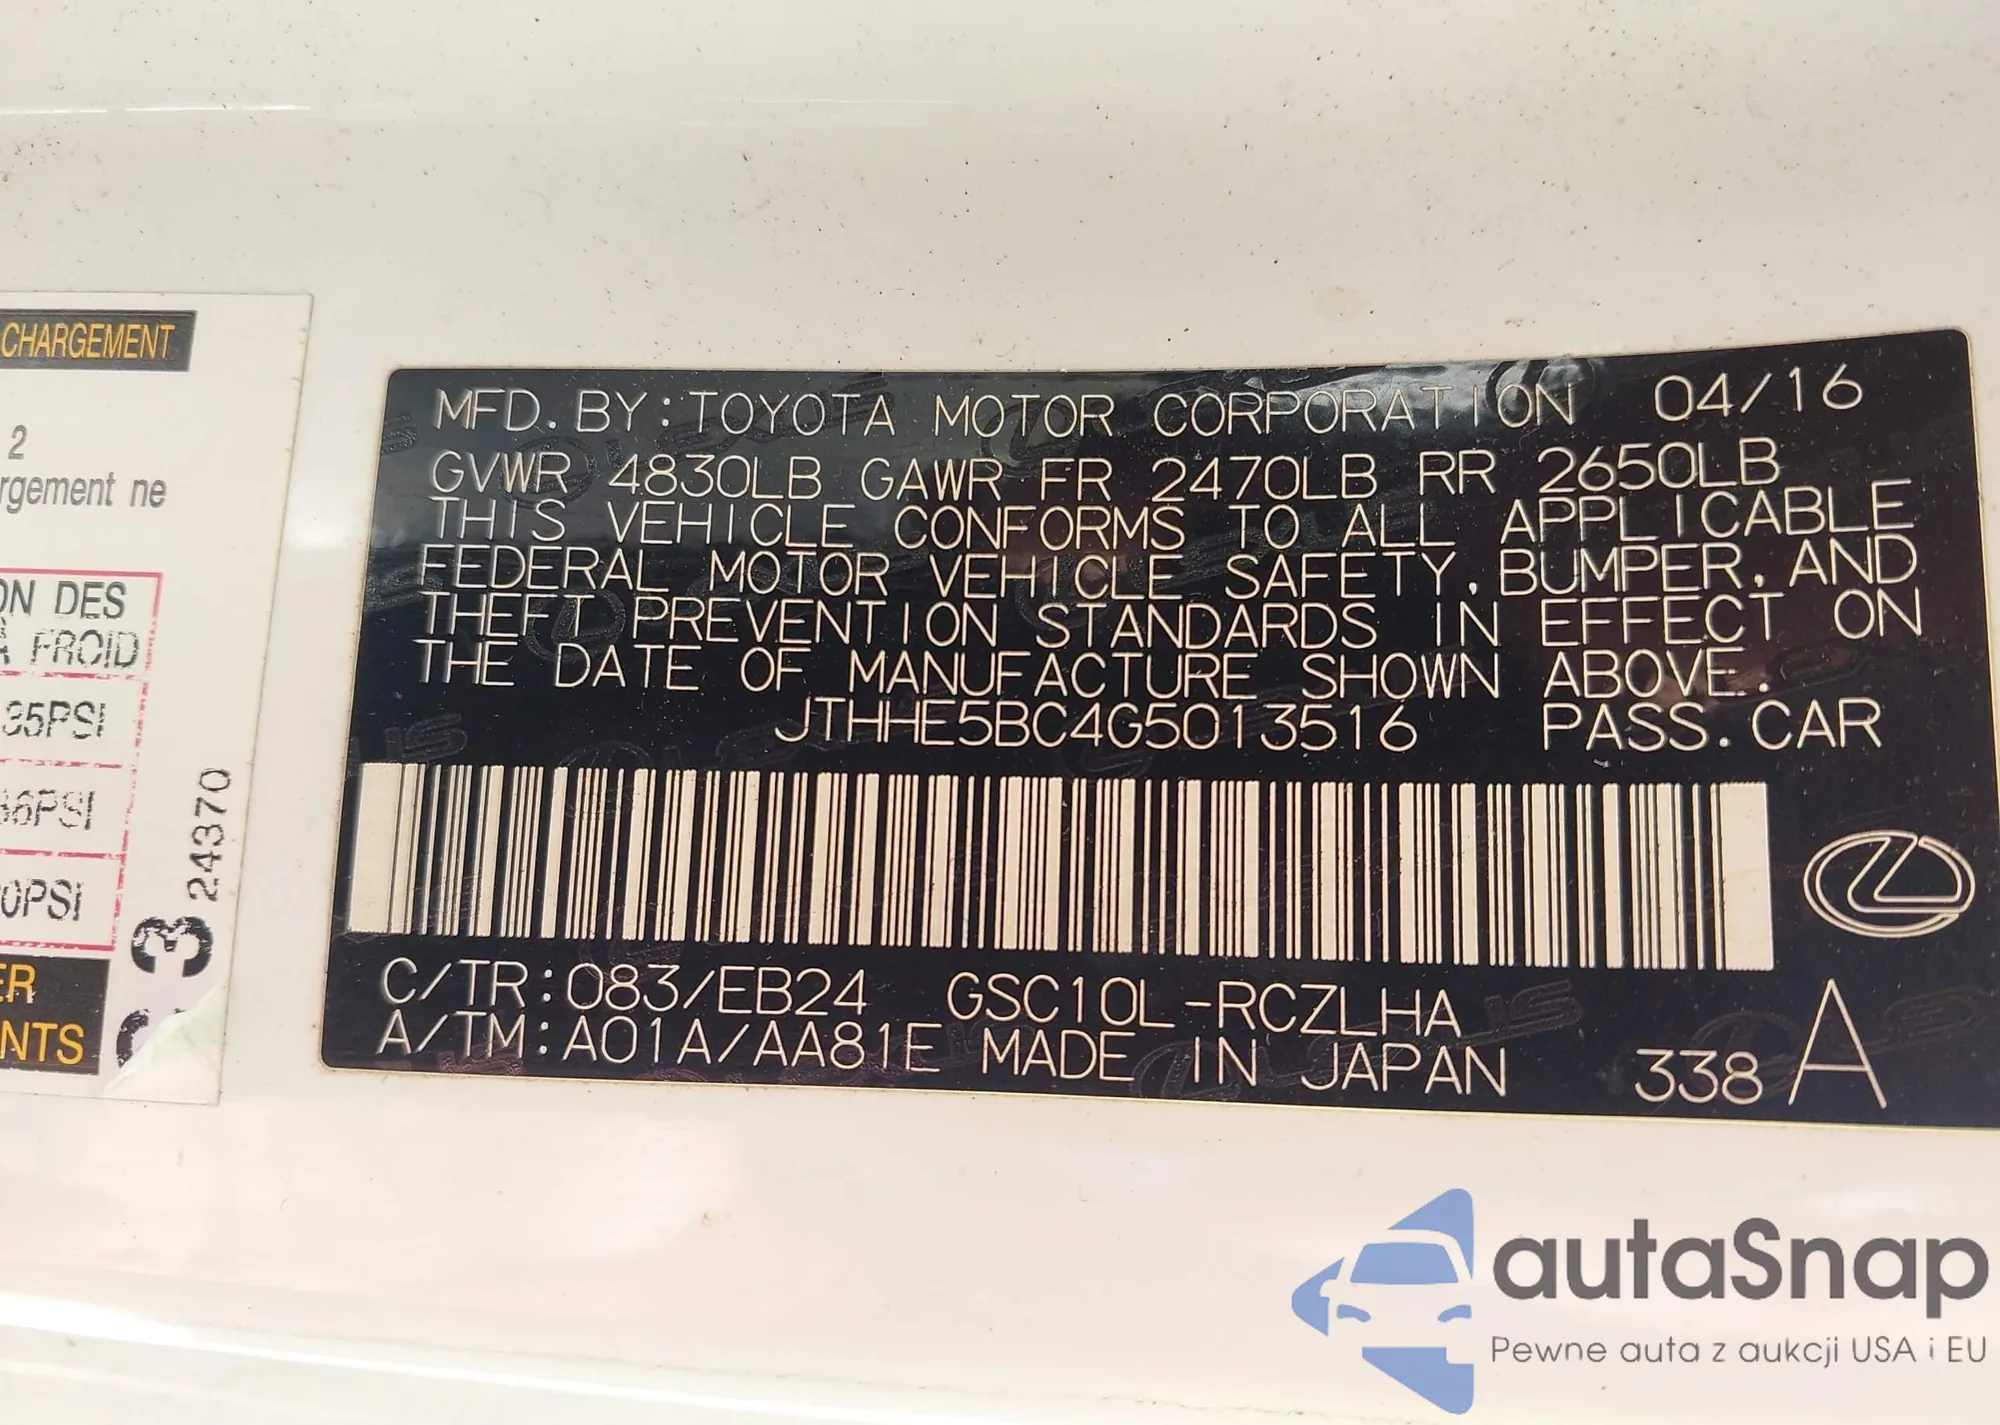 CHARGEMENT
2
rgement ne
ON DES
À FROID
35PSI
36PSI
0PSI
ER
NTS
24370
MFD. BY: TOYOTA MOTOR CORPORATION 04/16
GVWR 4830LB GAWR FR 2470LB RR 2650LB
THIS VEHICLE CONFORMS TO ALL APPLICABLE
FEDERAL MOTOR VEHICLE SAFETY, BUMPER, AND
THEFT PREVENTION STANDARDS IN EFFECT ON
THE DATE OF MANUFACTURE SHOWN ABOVE.
JTHHE5BC4G5013516 PASS. CAR
C/TR: 083/EB24 GSC10L-RCZLHA
A/TM: A01A/AA81E MADE IN JAPAN 338 A
autaSnap
Pewne auta z aukcji USA i EU